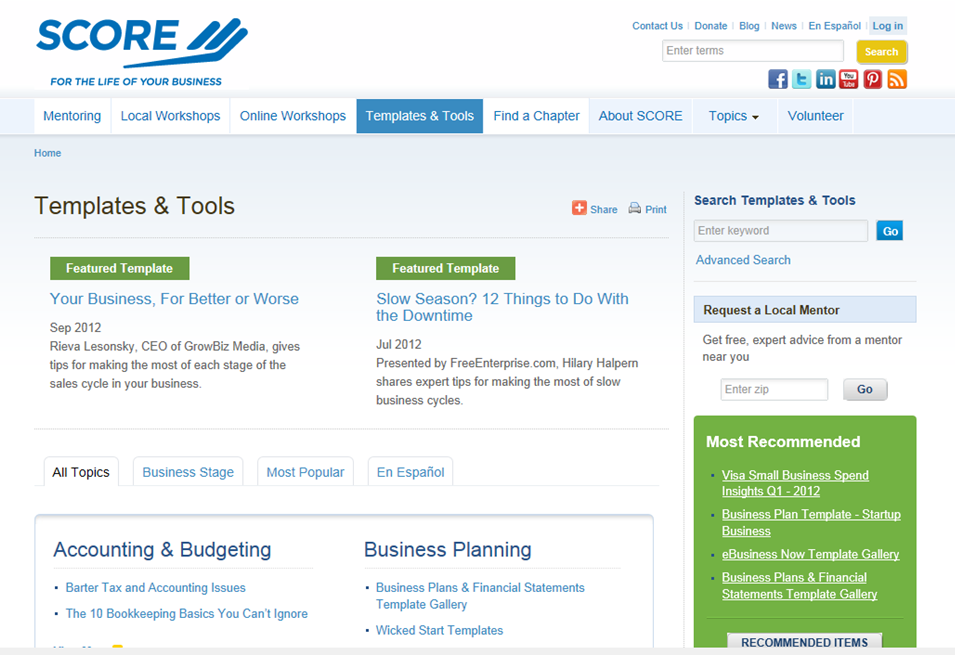 SCORE
FOR THE LIFE OF YOUR BUSINESS
Contact Us | Donate | Blog | News | En Español | Log in
Enter terms
Search
Mentoring
Local Workshops
Online Workshops
Templates & Tools
Find a Chapter
About SCORE
Topics
Volunteer
Home
Templates & Tools
Share
Print
Featured Template
Your Business, For Better or Worse
Sep 2012
Rieva Lesonsky, CEO of GrowBiz Media, gives
tips for making the most of each stage of the
sales cycle in your business.
Featured Template
Slow Season? 12 Things to Do With
the Downtime
Jul 2012
Presented by FreeEnterprise.com, Hilary Halpern
shares expert tips for making the most of slow
business cycles.
All Topics
Business Stage
Most Popular
En Español
Accounting & Budgeting
Barter Tax and Accounting Issues
The 10 Bookkeeping Basics You Can't Ignore
Business Planning
Business Plans & Financial Statements
Template Gallery
Wicked Start Templates
Search Templates & Tools
Enter keyword
Go
Advanced Search
Request a Local Mentor
Get free, expert advice from a mentor
near you
Enter zip
Go
Most Recommended
Visa Small Business Spend
Insights Q1 - 2012
Business Plan Template - Startup
Business
eBusiness Now Template Gallery
Business Plans & Financial
Statements Template Gallery
RECOMMENDED ITEMS